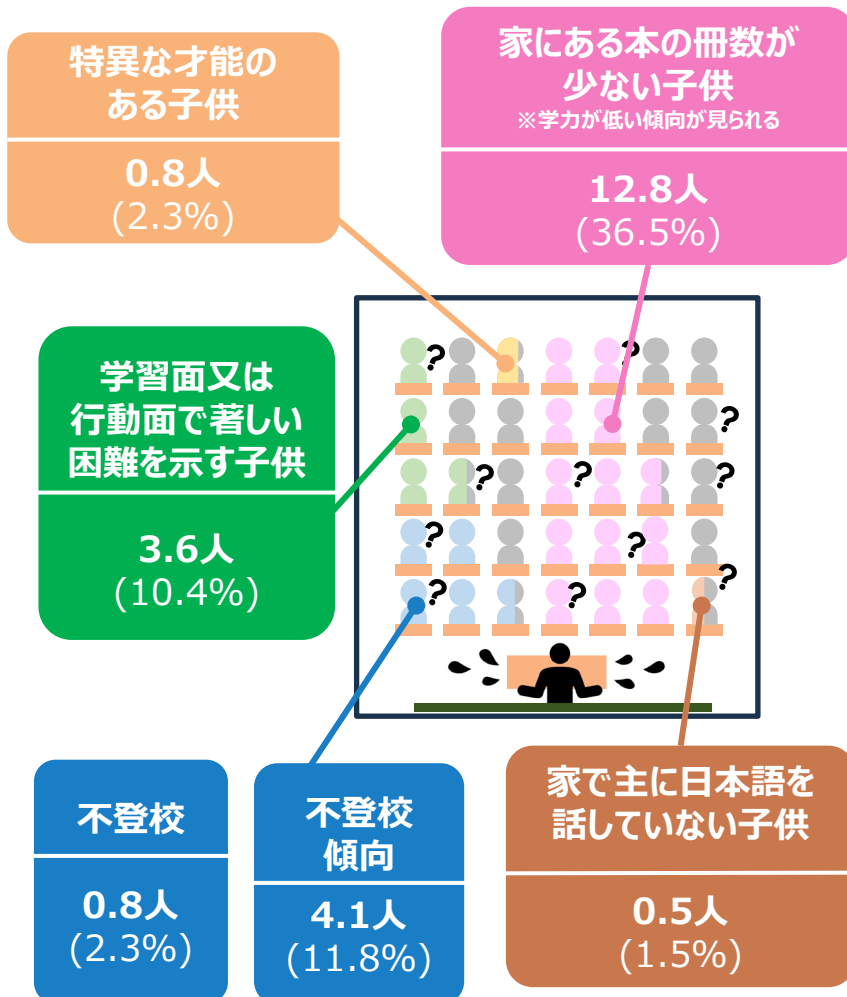 特異な才能の
ある子供
0.8人
(2.3%)
家にある本の冊数が
少ない子供
※学力が低い傾向が見られる
12.8人
(36.5%)
学習面又は
行動面で著しい
困難を示す子供
3.6人
(10.4%)
?
?
?
?
?
?
?
?
?
?
?
不登校
0.8人
(2.3%)
不登校
傾向
4.1人
(11.8%)
家で主に日本語を
話していない子供
0.5人
(1.5%)